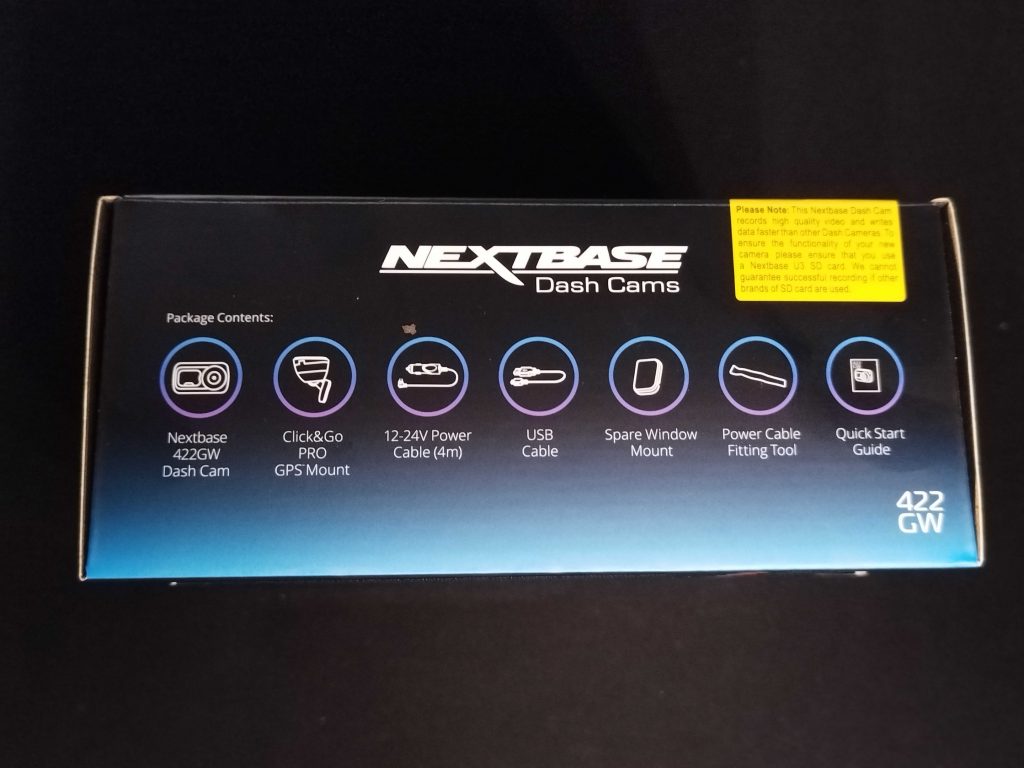 NEXTBASE
Dash Cams
Please Note: This Nextbase Dash Cam
records high quality video and writes
data faster than other Dash Cameras. To
ensure the functionality of your new
camera please ensure that you use
a Nextbase U3 SD card. We cannot
guarantee successful recording if other
brands of SD card are used.
Package Contents:
Nextbase
422GW
Dash Cam
Click&Go
PRO
GPS Mount
12-24V Power
Cable (4m)
USB
Cable
Spare Window
Mount
Power Cable
Fitting Tool
Quick Start
Guide
422
GW